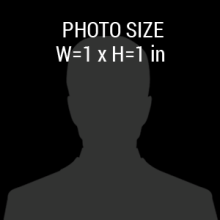 PHOTO SIZE
W=1 x H=1 in